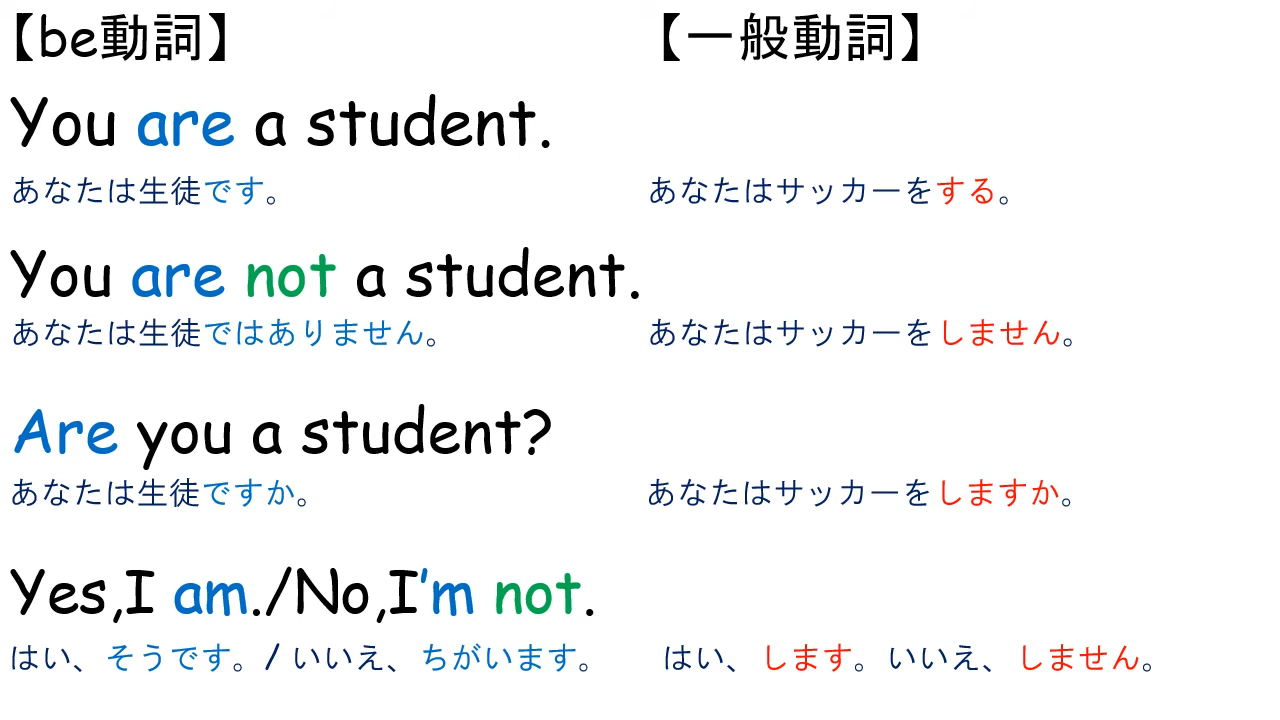 【be動詞】
You are a student.
あなたは生徒です。
You are not a student.
あなたは生徒ではありません。
Are you a student?
あなたは生徒ですか。
Yes,I am./No,I'm not.
はい、そうです。/ いいえ、ちがいます。
【一般動詞】
あなたはサッカーをする。
あなたはサッカーをしません。
あなたはサッカーをしますか。
はい、します。いいえ、しません。